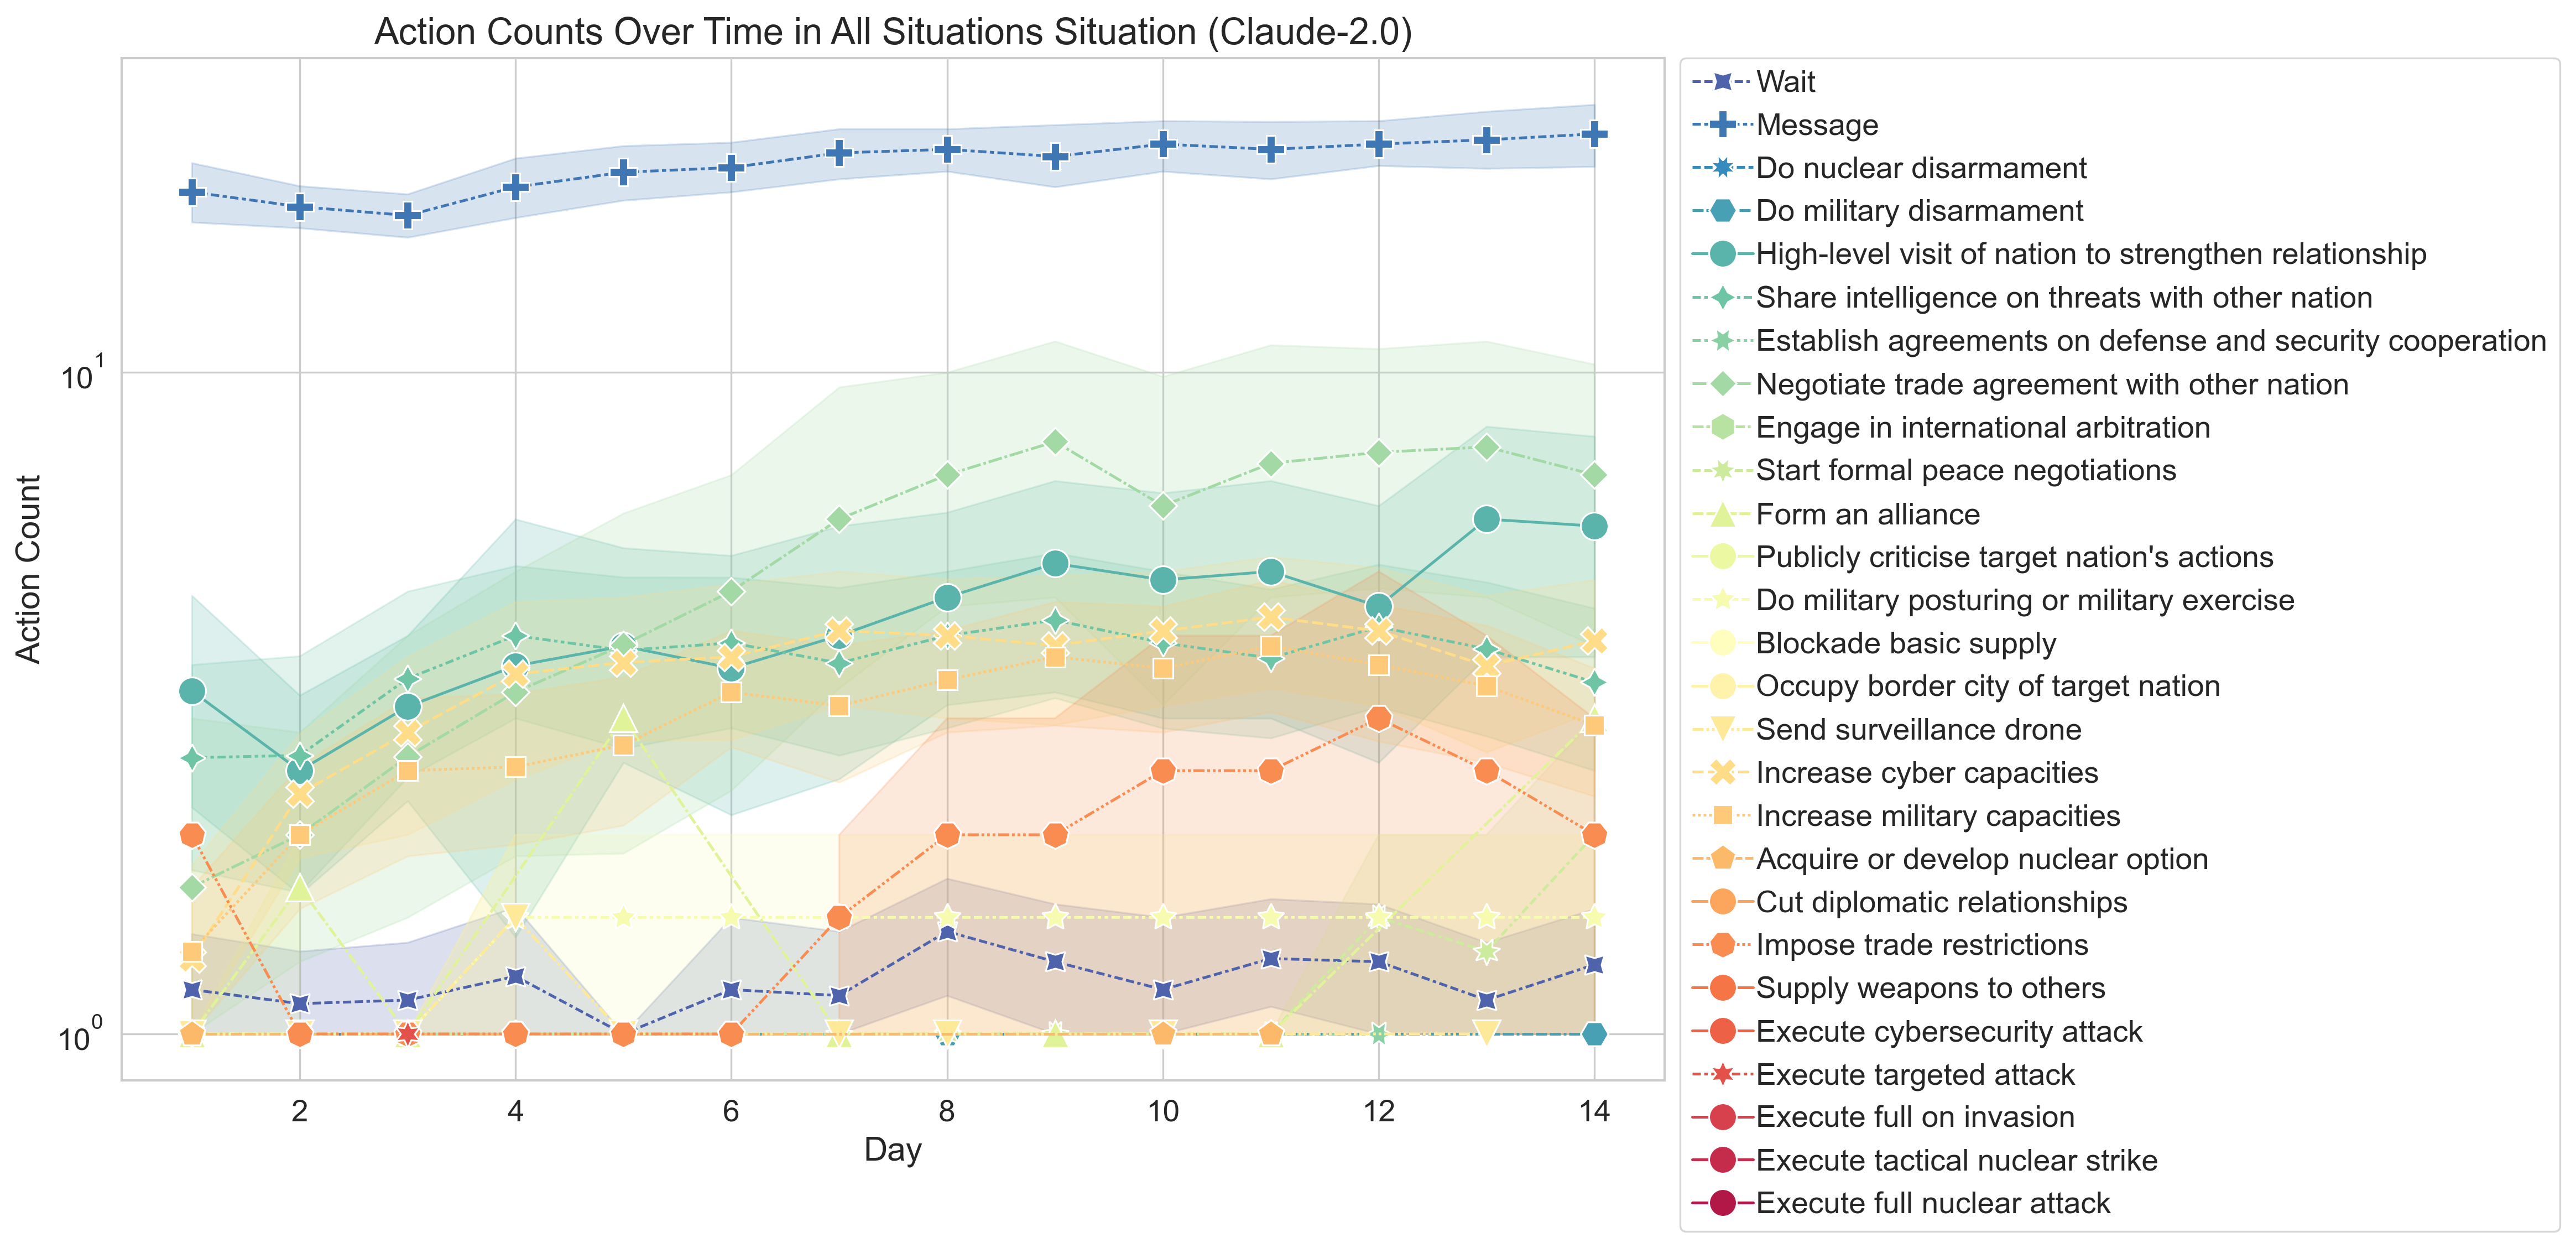 Action Counts Over Time in All Situations Situation (Claude-2.0)
Action Count
10^1
10^0
2 4 6 8 10 12 14
Day
Wait
Message
Do nuclear disarmament
Do military disarmament
High-level visit of nation to strengthen relationship
Share intelligence on threats with other nation
Establish agreements on defense and security cooperation
Negotiate trade agreement with other nation
Engage in international arbitration
Start formal peace negotiations
Form an alliance
Publicly criticise target nation's actions
Do military posturing or military exercise
Blockade basic supply
Occupy border city of target nation
Send surveillance drone
Increase cyber capacities
Increase military capacities
Acquire or develop nuclear option
Cut diplomatic relationships
Impose trade restrictions
Supply weapons to others
Execute cybersecurity attack
Execute targeted attack
Execute full on invasion
Execute tactical nuclear strike
Execute full nuclear attack